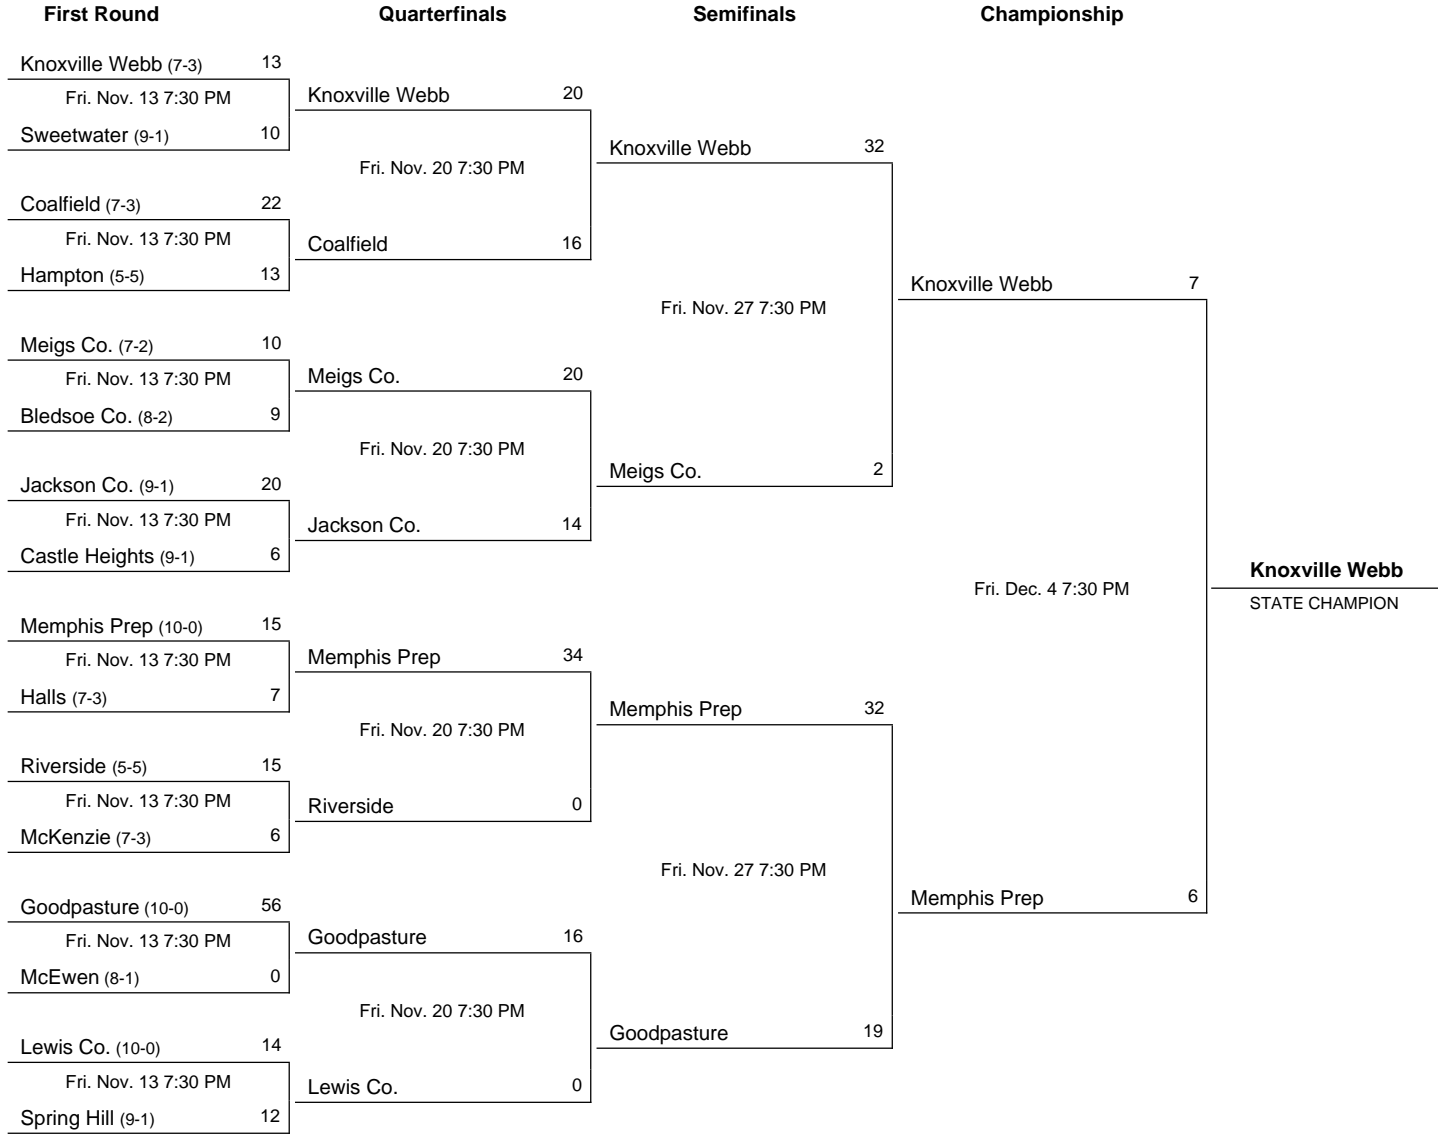 First Round
Quarterfinals
Semifinals
Championship
Knoxville Webb (7-3) 13
Fri. Nov. 13 7:30 PM
Sweetwater (9-1) 10
Coalfield (7-3) 22
Fri. Nov. 13 7:30 PM
Hampton (5-5) 13
Meigs Co. (7-2) 10
Fri. Nov. 13 7:30 PM
Bledsoe Co. (8-2) 9
Jackson Co. (9-1) 20
Fri. Nov. 13 7:30 PM
Castle Heights (9-1) 6
Memphis Prep (10-0) 15
Fri. Nov. 13 7:30 PM
Halls (7-3) 7
Riverside (5-5) 15
Fri. Nov. 13 7:30 PM
McKenzie (7-3) 6
Goodpasture (10-0) 56
Fri. Nov. 13 7:30 PM
McEwen (8-1) 0
Lewis Co. (10-0) 14
Fri. Nov. 13 7:30 PM
Spring Hill (9-1) 12
Knoxville Webb 20
Fri. Nov. 20 7:30 PM
Coalfield 16
Meigs Co. 20
Fri. Nov. 20 7:30 PM
Jackson Co. 14
Memphis Prep 34
Fri. Nov. 20 7:30 PM
Riverside 0
Goodpasture 16
Fri. Nov. 20 7:30 PM
Lewis Co. 0
Knoxville Webb 32
Fri. Nov. 27 7:30 PM
Meigs Co. 2
Memphis Prep 32
Fri. Nov. 27 7:30 PM
Goodpasture 19
Knoxville Webb 7
Fri. Dec. 4 7:30 PM
Memphis Prep 6
Knoxville Webb
STATE CHAMPION